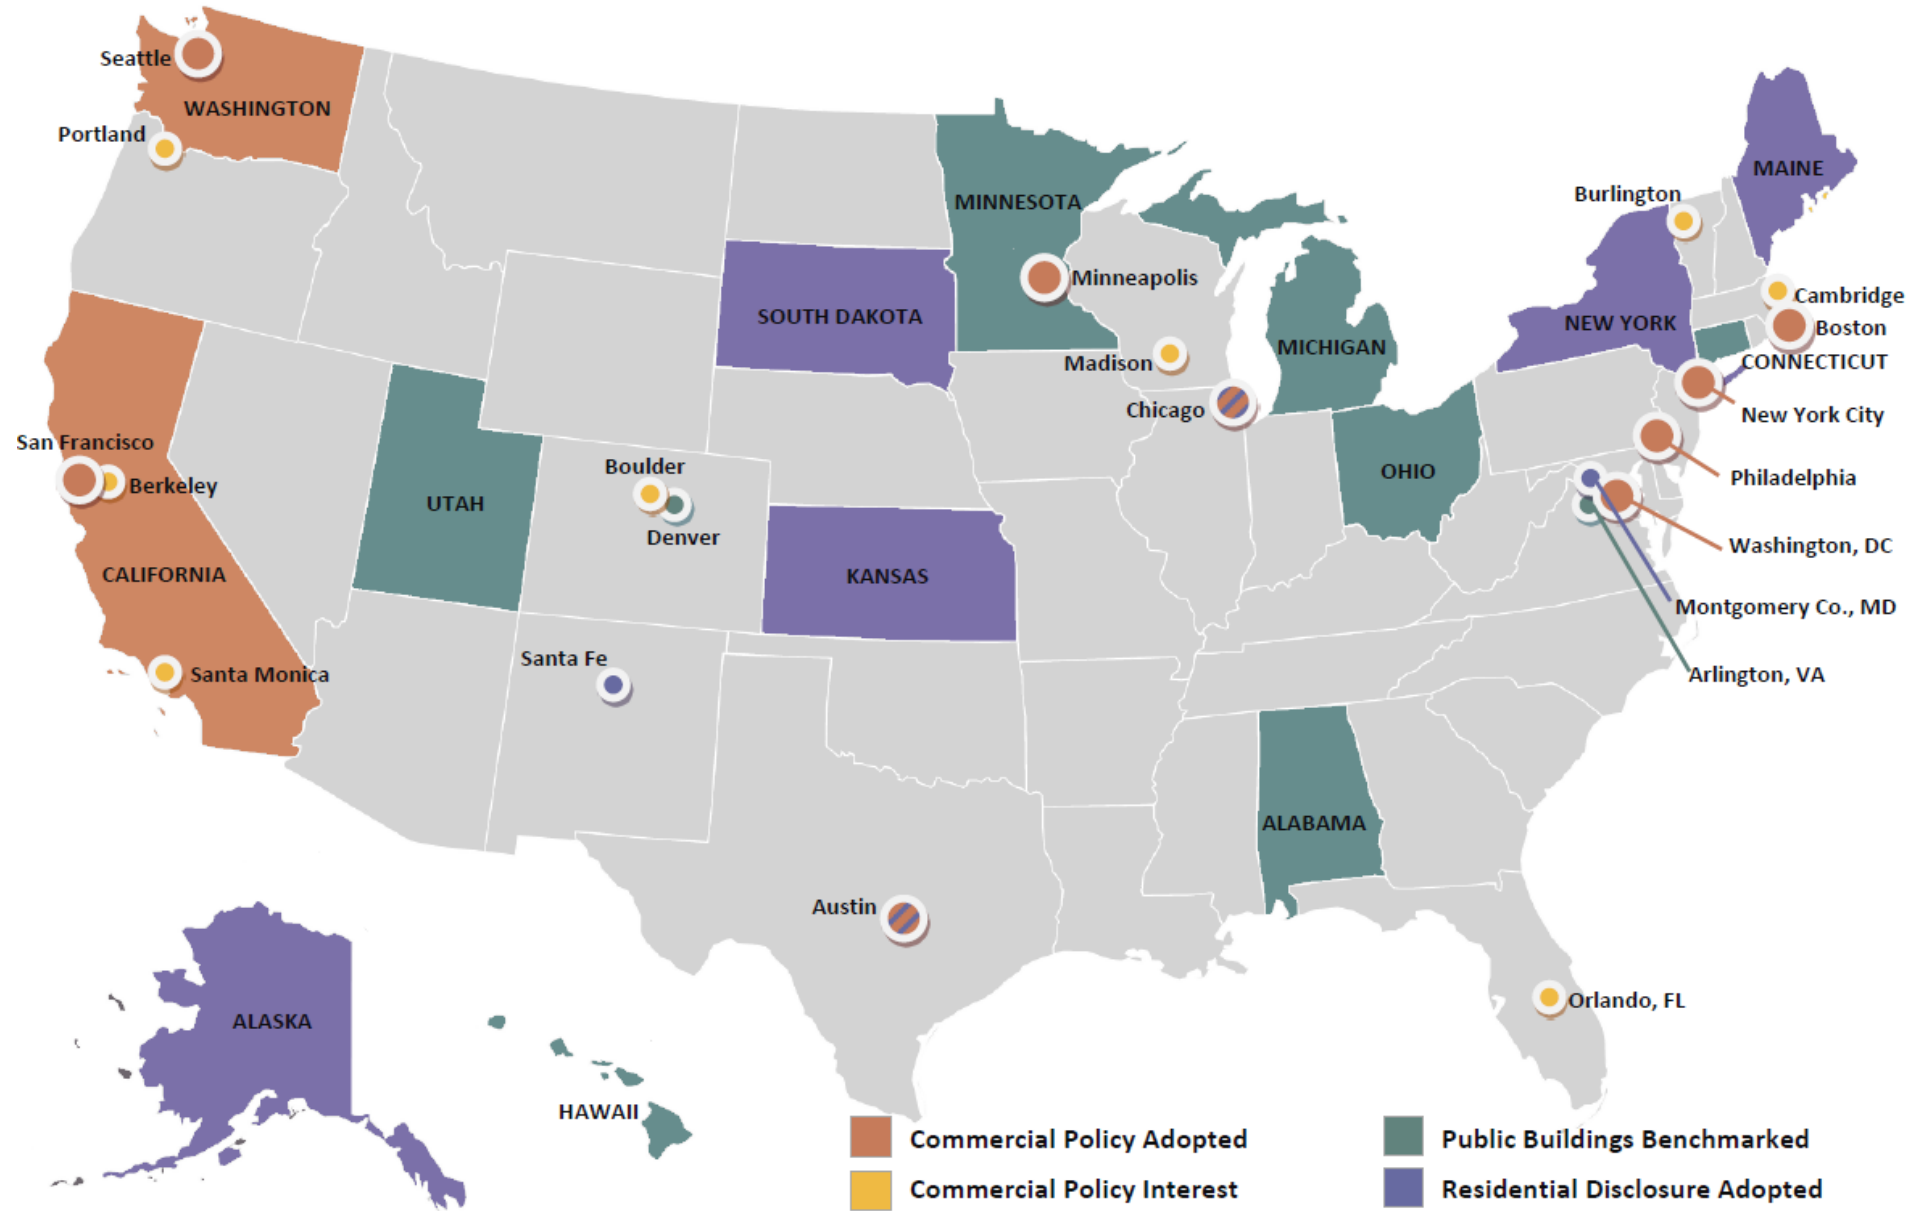 Seattle
WASHINGTON
Portland
MINNESOTA
MAINE
Burlington
Minneapolis
Cambridge
SOUTH DAKOTA
NEW YORK
Boston
MICHIGAN
Madison
CONNECTICUT
Chicago
New York City
San Francisco
Boulder
OHIO
Philadelphia
Berkeley
UTAH
Denver
Washington, DC
CALIFORNIA
KANSAS
Montgomery Co., MD
Santa Fe
Santa Monica
Arlington, VA
ALABAMA
Austin
Orlando, FL
ALASKA
HAWAII
Commercial Policy Adopted
Public Buildings Benchmarked
Commercial Policy Interest
Residential Disclosure Adopted